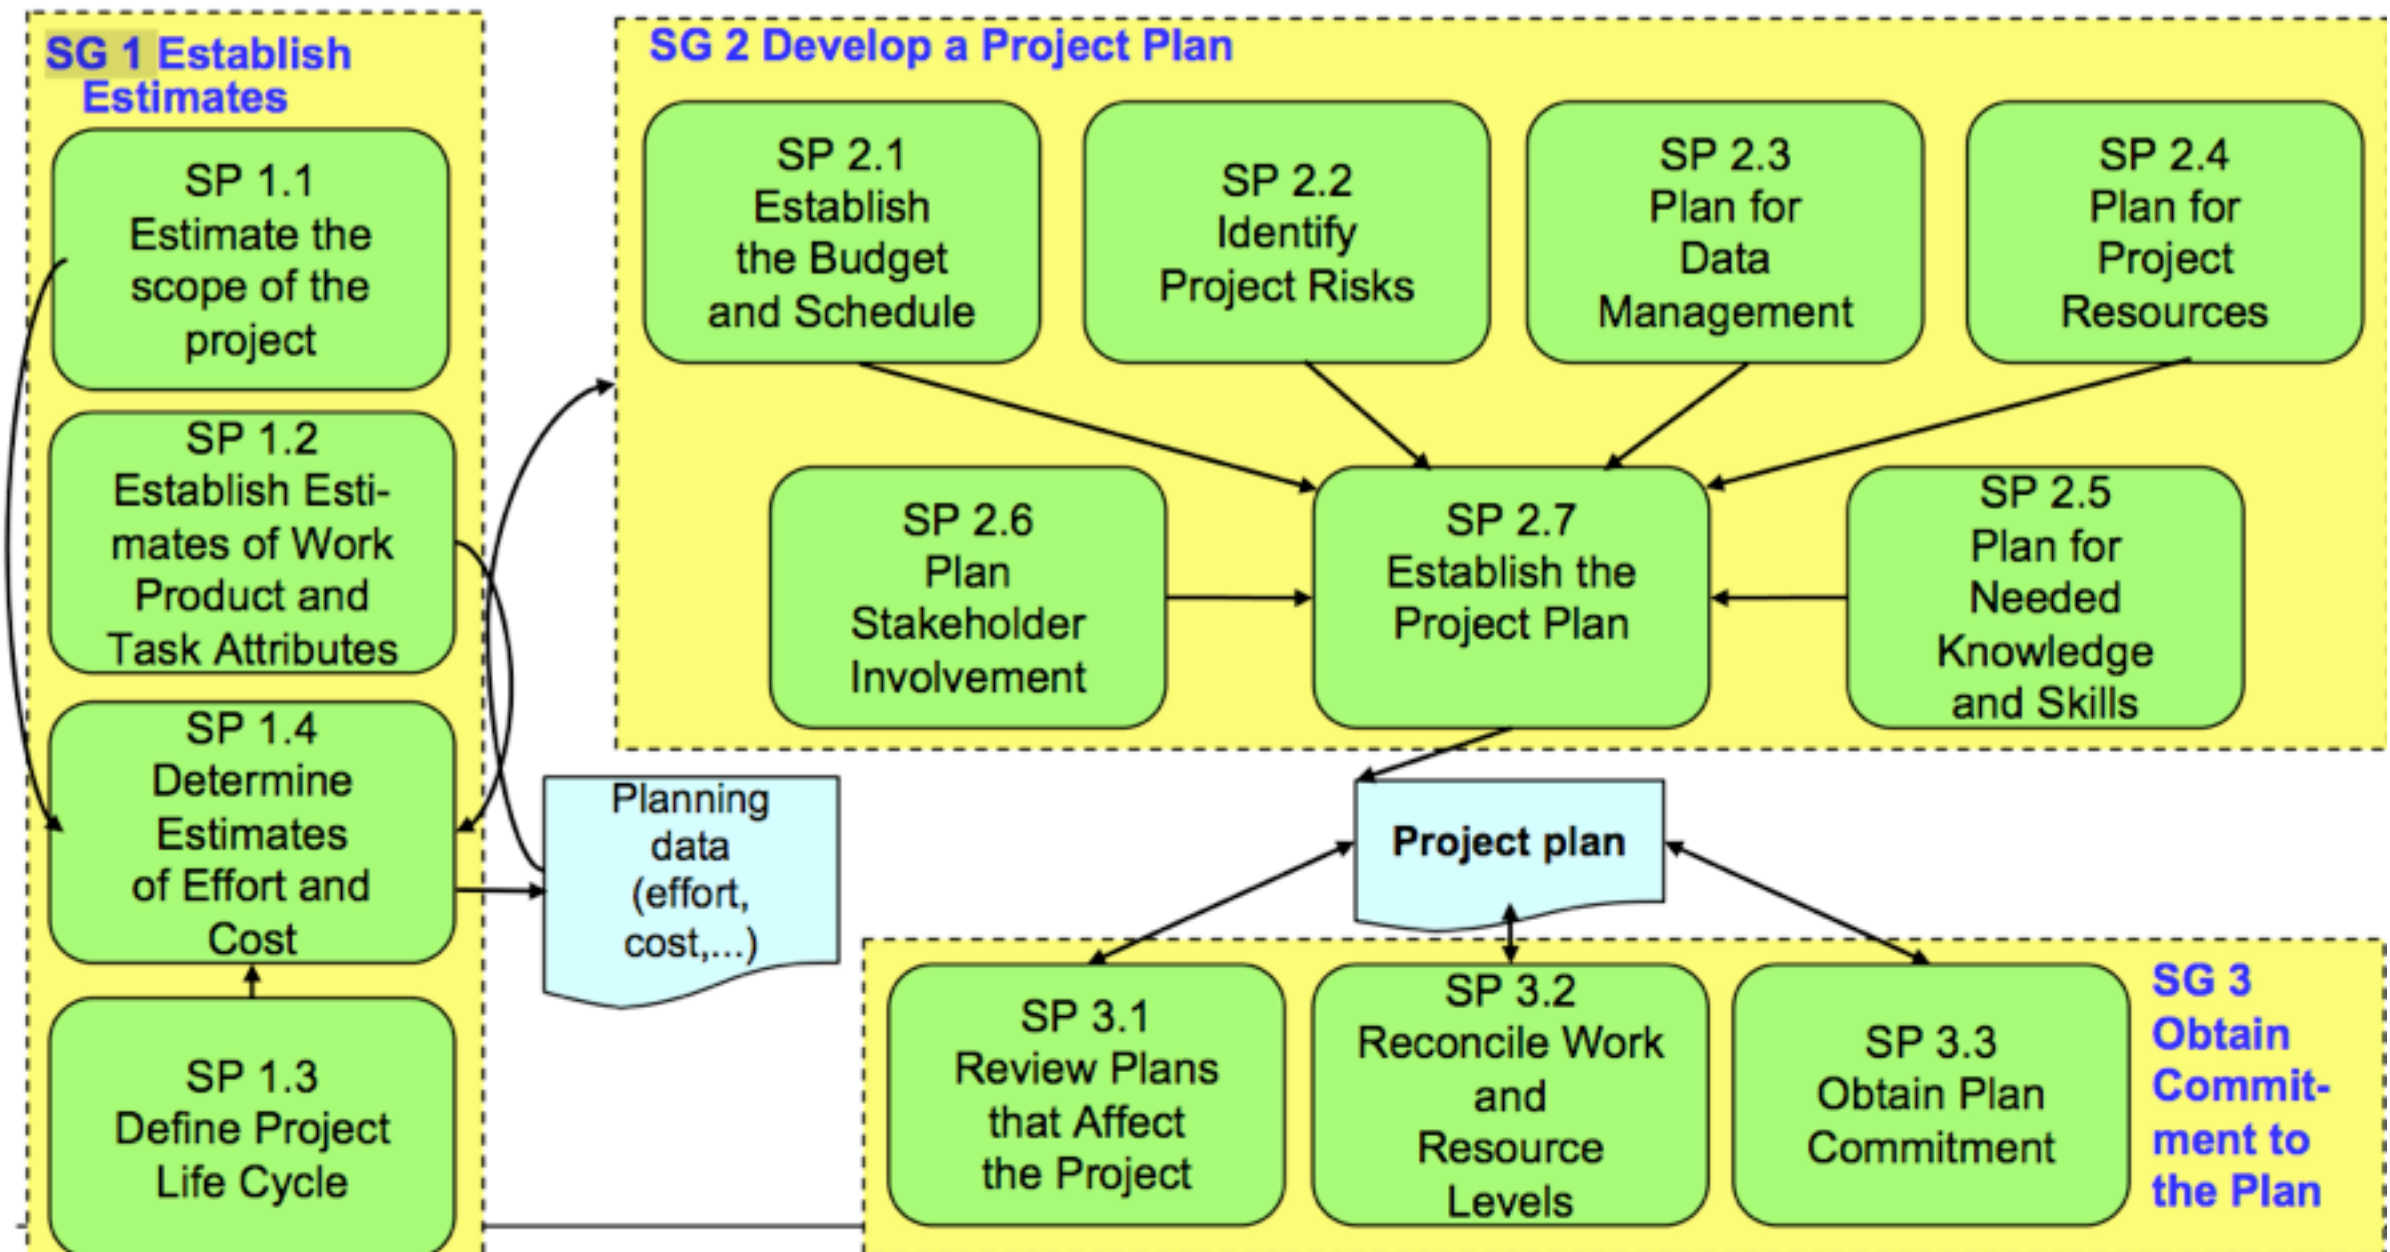 SG 1 Establish
Estimates
SP 1.1
Estimate the
scope of the
project
SP 1.2
Establish Esti-
mates of Work
Product and
Task Attributes
SP 1.4
Determine
Estimates
of Effort and
Cost
SP 1.3
Define Project
Life Cycle
Planning
data
(effort,
cost,...)
SG 2 Develop a Project Plan
SP 2.1
Establish
the Budget
and Schedule
SP 2.2
Identify
Project Risks
SP 2.3
Plan for
Data
Management
SP 2.4
Plan for
Project
Resources
SP 2.6
Plan
Stakeholder
Involvement
SP 2.7
Establish the
Project Plan
SP 2.5
Plan for
Needed
Knowledge
and Skills
Project plan
SP 3.1
Review Plans
that Affect
the Project
SP 3.2
Reconcile Work
and
Resource
Levels
SP 3.3
Obtain Plan
Commitment
SG 3
Obtain
Commit-
ment to
the Plan